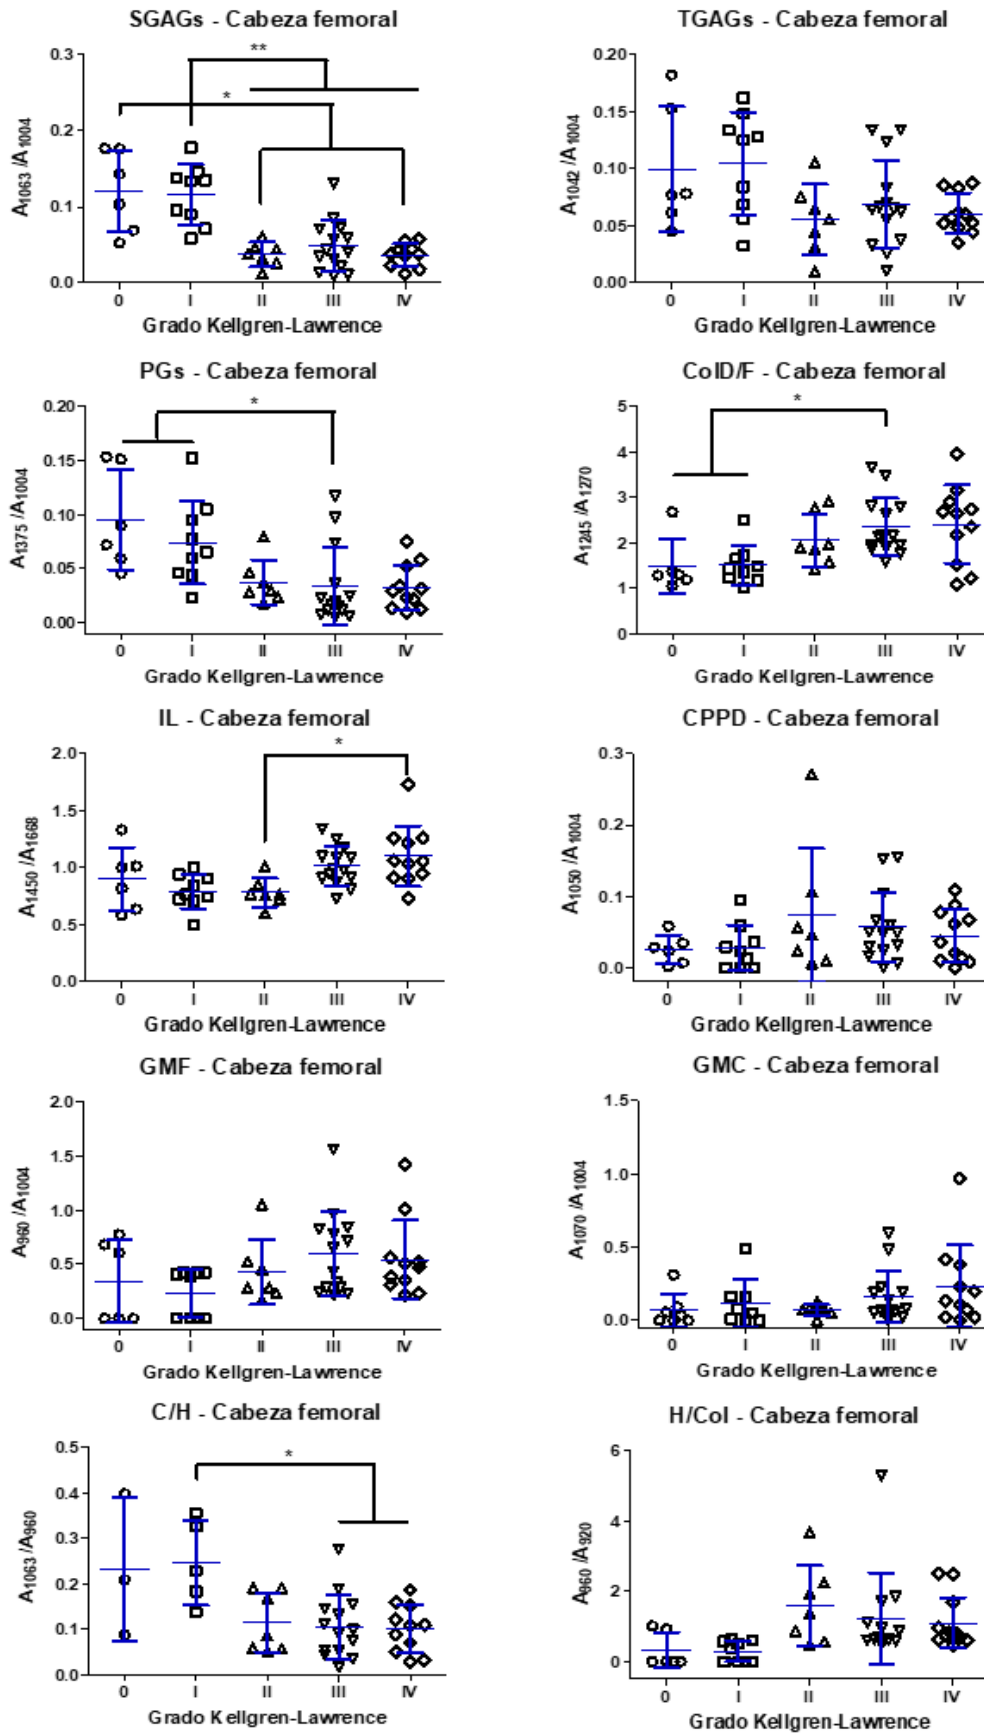 SGAGs - Cabeza femoral
A1063 /A1004
0.3
0.2
0.1
0.0
**
*
0 I II III IV
Grado Kellgren-Lawrence
TGAGs - Cabeza femoral
A1042 /A1004
0.20
0.15
0.10
0.05
0.00
0 I II III IV
Grado Kellgren-Lawrence
PGs - Cabeza femoral
A1375 /A1004
0.20
0.15
0.10
0.05
0.00
*
0 I II III IV
Grado Kellgren-Lawrence
ColD/F - Cabeza femoral
A1245 /A1270
5
4
3
2
1
0
*
0 I II III IV
Grado Kellgren-Lawrence
IL - Cabeza femoral
A1450 /A1668
2.0
1.5
1.0
0.5
0.0
*
0 I II III IV
Grado Kellgren-Lawrence
CPPD - Cabeza femoral
A1050 /A1004
0.3
0.2
0.1
0.0
0 I II III IV
Grado Kellgren-Lawrence
GMF - Cabeza femoral
A960 /A1004
2.0
1.5
1.0
0.5
0.0
0 I II III IV
Grado Kellgren-Lawrence
GMC - Cabeza femoral
A1070 /A1004
1.5
1.0
0.5
0.0
0 I II III IV
Grado Kellgren-Lawrence
C/H - Cabeza femoral
A1063 /A960
0.5
0.4
0.3
0.2
0.1
0.0
*
0 I II III IV
Grado Kellgren-Lawrence
H/Col - Cabeza femoral
A960 /A920
6
4
2
0
0 I II III IV
Grado Kellgren-Lawrence